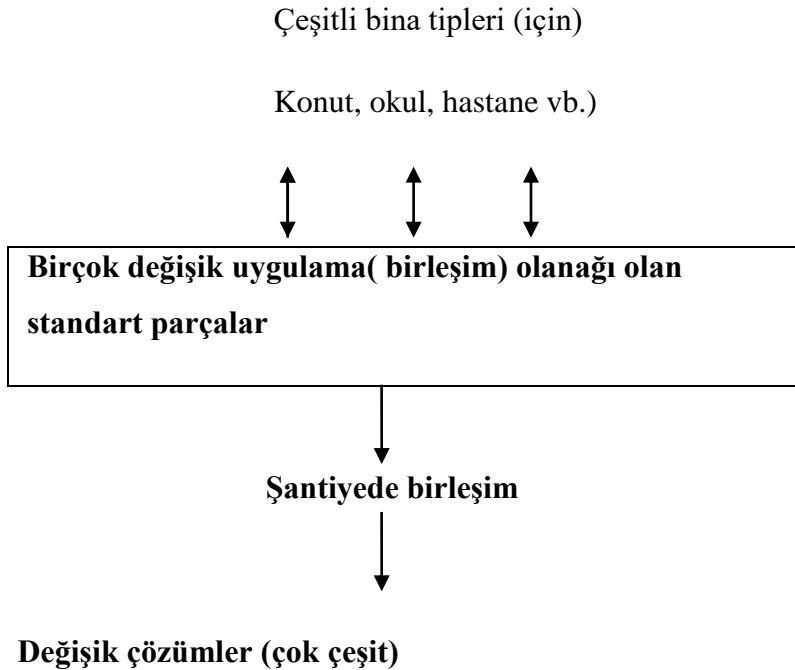 Çeşitli bina tipleri (için)
Konut, okul, hastane vb.)
Birçok değişik uygulama( birleşim) olanağı olan
standart parçalar
Şantiyede birleşim
Değişik çözümler (çok çeşit)